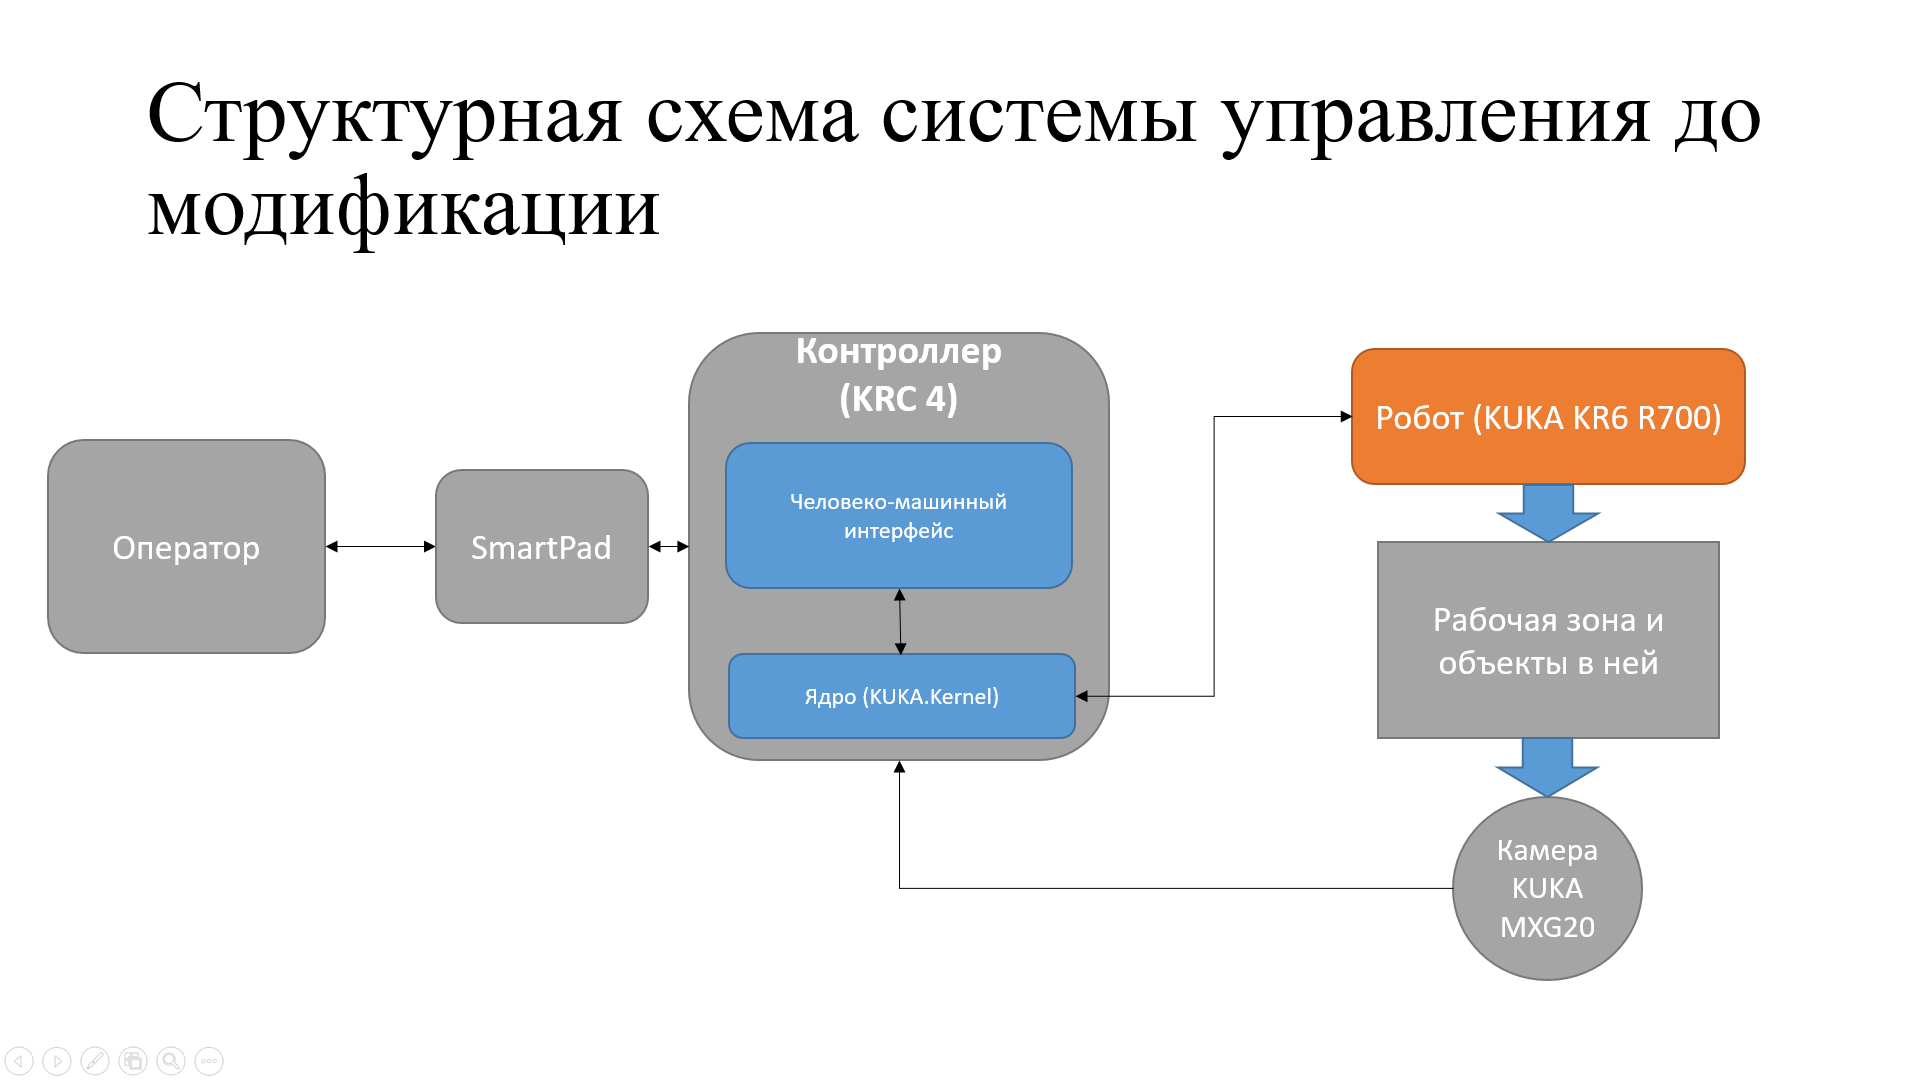 Структурная схема системы управления до
модификации
Контроллер
(KRC 4)
Робот (KUKA KR6 R700)
Человеко-машинный
интерфейс
Оператор
SmartPad
Рабочая зона и
объекты в ней
Ядро (KUKA.Kernel)
Камера
KUKA
MXG20